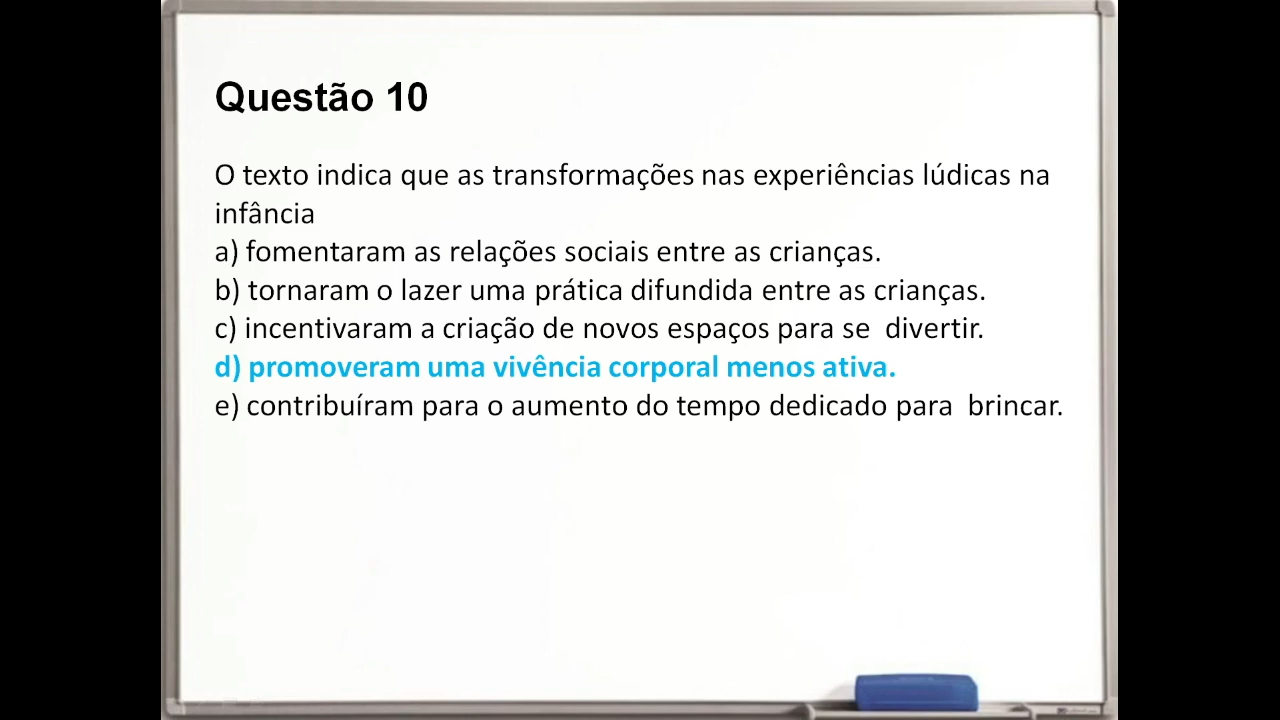 Questão 10
O texto indica que as transformações nas experiências lúdicas na
infância
a) fomentaram as relações sociais entre as crianças.
b) tornaram o lazer uma prática difundida entre as crianças.
c) incentivaram a criação de novos espaços para se divertir.
d) promoveram uma vivência corporal menos ativa.
e) contribuíram para o aumento do tempo dedicado para brincar.